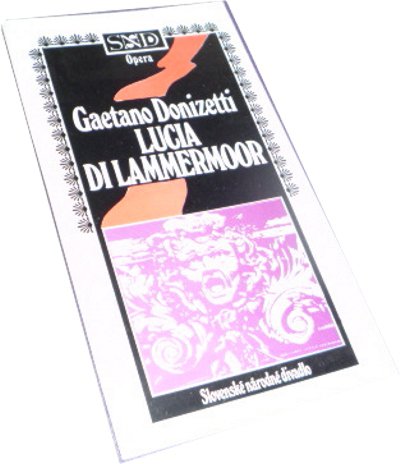 SND
Opera
Gaetano Donizetti
LUCIA
DI LAMMERMOOR
Slovenské národné divadlo